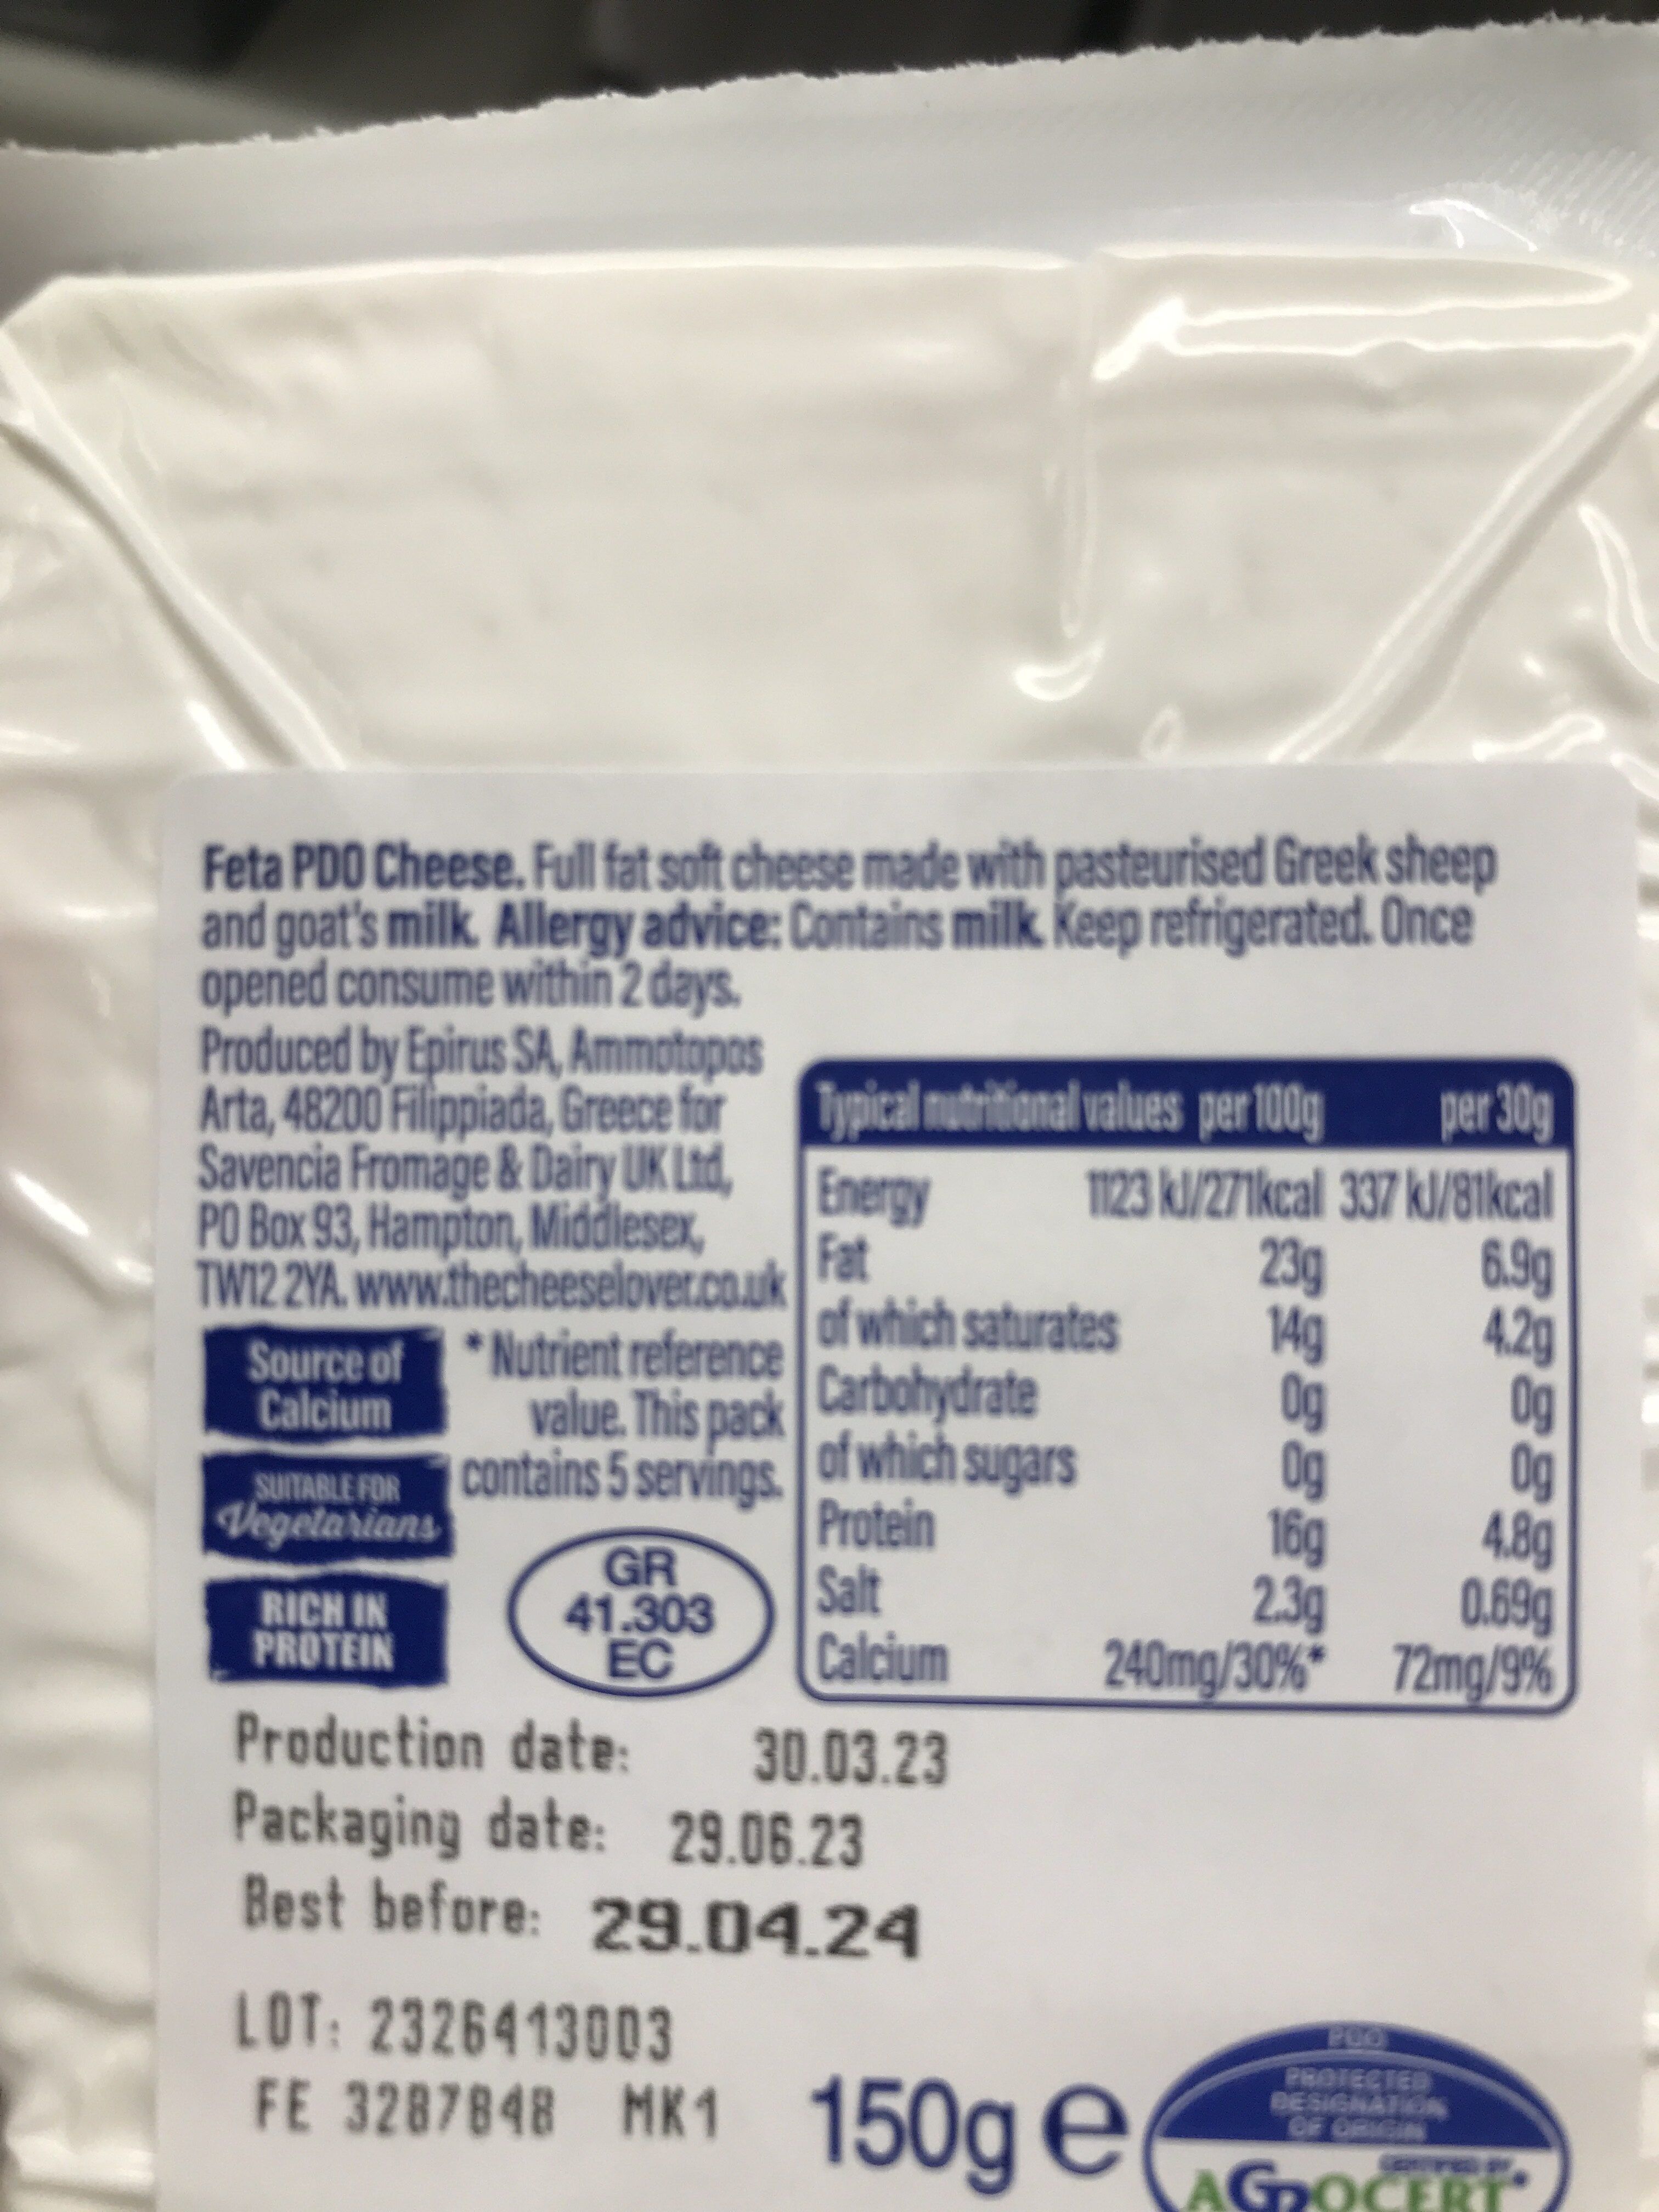 Feta PDO Cheese. Full fat soft cheese made with pasteurised Greek sheep
and goat's milk. Allergy advice: Contains milk. Keep refrigerated. Once
opened consume within 2 days.
Produced by Epirus SA, Ammotopos
Arta, 48200 Filippiada, Greece for
Savencia Fromage & Dairy UK Ltd,
PO Box 93, Hampton, Middlesex,
TW12 2YA. www.thecheeselover.co.uk
Source of
Calcium
SUITABLE FOR
Vegetarians
RICH IN
PROTEIN
* Nutrient reference
value. This pack
contains 5 servings.
GR
41.303
EC
Typical nutritional values per 100g per 30g
Energy 1123 kJ/271kcal 337 kJ/81kcal
Fat 23g 6.9g
of which saturates 14g 4.2g
Carbohydrate 0g 0g
of which sugars 0g 0g
Protein 16g 4.8g
Salt 2.3g 0.69g
Calcium 240mg/30%* 72mg/9%
Production date: 30.03.23
Packaging date: 29.06.23
Best before: 29.04.24
LOT: 2326413003
FE 3287848 MK1
150g e
PDO
PROTECTED
DESIGNATION
OF ORIGIN
CERTIFIED BY
AGROCERT